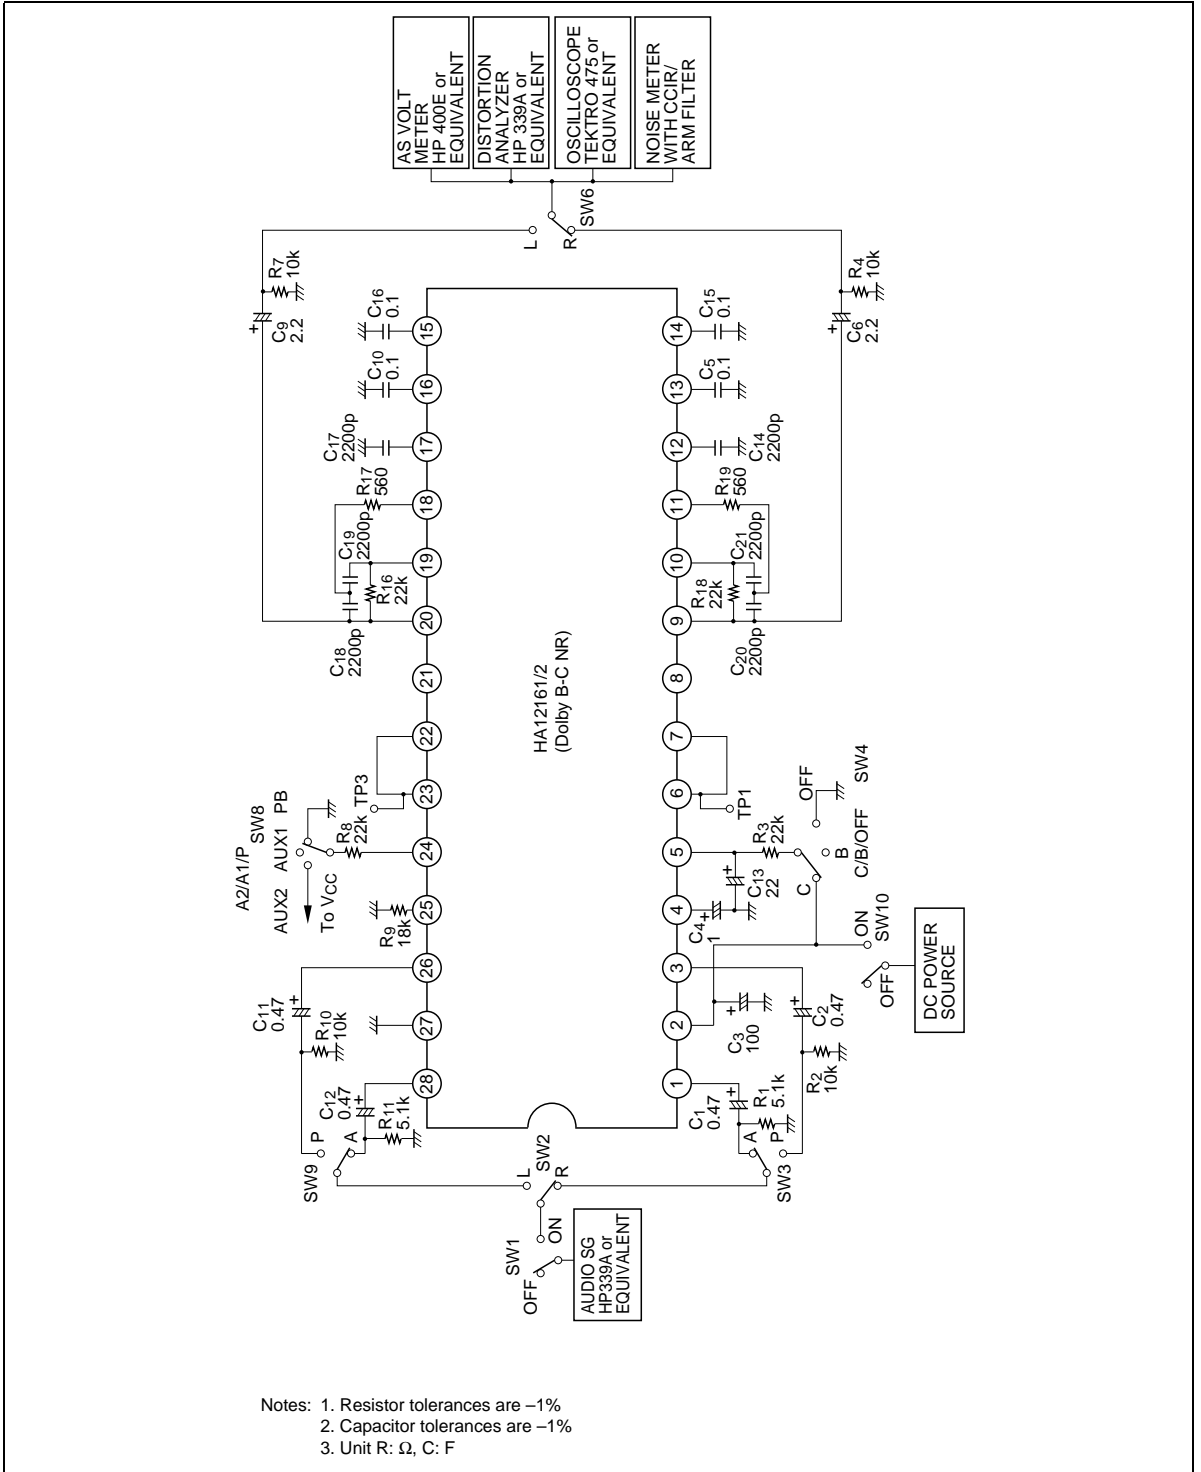 AS VOLT
METER
HP 400E or
EQUIVALENT
DISTORTION
ANALYZER
HP 339A or
EQUIVALENT
OSCILLOSCOPE
TEKTRO 475 or
EQUIVALENT
NOISE METER
WITH CCIR/
ARM FILTER
SW6
L
R
R7
10k
C9
+
2.2
R4
10k
C6
+
2.2
C16
0.1
C10
0.1
C17
2200p
R17
560
C19
2200p
R16
22k
C18
2200p
C15
0.1
C5
0.1
C14
2200p
R19
560
C21
2200p
R18
22k
C20
2200p
15
16
17
18
19
20
21
22
23
24
25
26
27
28
14
13
12
11
10
9
8
7
6
5
4
3
2
1
HA12161/2
(Dolby B-C NR)
TP3
TP1
A2/A1/P
SW8
AUX2
AUX1
PB
To VCC
R8
22k
R9
18k
C11
0.47
+
R10
10k
C12
0.47
+
R11
5.1k
SW9
P
A
R3
22k
C13
22
+
C4
+
1
OFF
SW4
B
C
C/B/OFF
ON
SW10
OFF
DC POWER
SOURCE
C3
100
+
C2
0.47
+
R2
10k
C1
0.47
+
R1
5.1k
A
P
SW3
L
SW2
R
SW1
ON
OFF
AUDIO SG
HP339A or
EQUIVALENT
Notes: 1. Resistor tolerances are –1%
2. Capacitor tolerances are –1%
3. Unit R: Ω, C: F